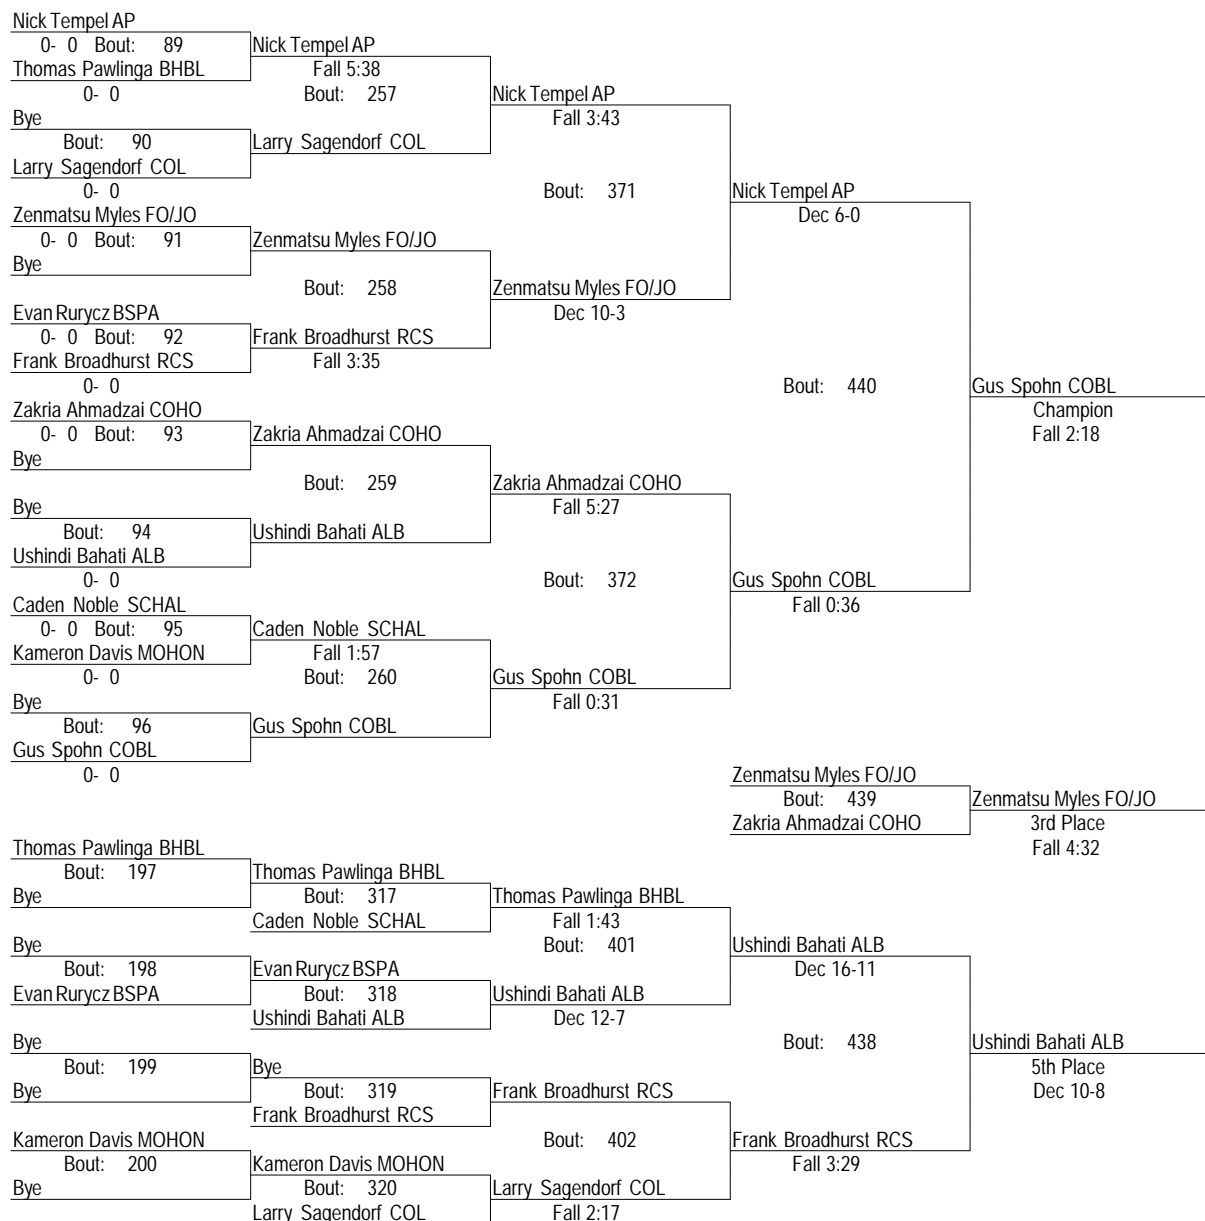 Nick Tempel AP
0- 0 Bout: 89 Nick Tempel AP
Thomas Pawlinga BHBL Fall 5:38
0- 0 Bout: 257 Nick Tempel AP
Bye Fall 3:43
Bout: 90 Larry Sagendorf COL
Larry Sagendorf COL
0- 0 Bout: 371 Nick Tempel AP
Zenmatsu Myles FO/JO Dec 6-0
0- 0 Bout: 91 Zenmatsu Myles FO/JO
Bye
Bout: 258 Zenmatsu Myles FO/JO
Evan Rurycz BSPA Dec 10-3
0- 0 Bout: 92 Frank Broadhurst RCS
Frank Broadhurst RCS Fall 3:35
0- 0 Bout: 440 Gus Spohn COBL
Zakria Ahmadzai COHO Champion
0- 0 Bout: 93 Zakria Ahmadzai COHO Fall 2:18
Bye
Bout: 259 Zakria Ahmadzai COHO
Bye Fall 5:27
Bout: 94 Ushindi Bahati ALB
Ushindi Bahati ALB
0- 0 Bout: 372 Gus Spohn COBL
Caden Noble SCHAL Fall 0:36
0- 0 Bout: 95 Caden Noble SCHAL
Kameron Davis MOHON Fall 1:57
0- 0 Bout: 260 Gus Spohn COBL
Bye Fall 0:31
Bout: 96 Gus Spohn COBL
Gus Spohn COBL
0- 0 Zenmatsu Myles FO/JO
Bout: 439 Zenmatsu Myles FO/JO
Zakria Ahmadzai COHO 3rd Place
Thomas Pawlinga BHBL Fall 4:32
Bout: 197 Thomas Pawlinga BHBL
Bye Bout: 317 Thomas Pawlinga BHBL
Caden Noble SCHAL Fall 1:43
Bye Bout: 401 Ushindi Bahati ALB
Bout: 198 Evan Rurycz BSPA Dec 16-11
Evan Rurycz BSPA Bout: 318 Ushindi Bahati ALB
Ushindi Bahati ALB Dec 12-7
Bye Bout: 438 Ushindi Bahati ALB
Bout: 199 Bye 5th Place
Bye Bout: 319 Frank Broadhurst RCS Dec 10-8
Frank Broadhurst RCS
Kameron Davis MOHON Bout: 402 Frank Broadhurst RCS
Bout: 200 Kameron Davis MOHON Fall 3:29
Bye Bout: 320 Larry Sagendorf COL
Larry Sagendorf COL Fall 2:17